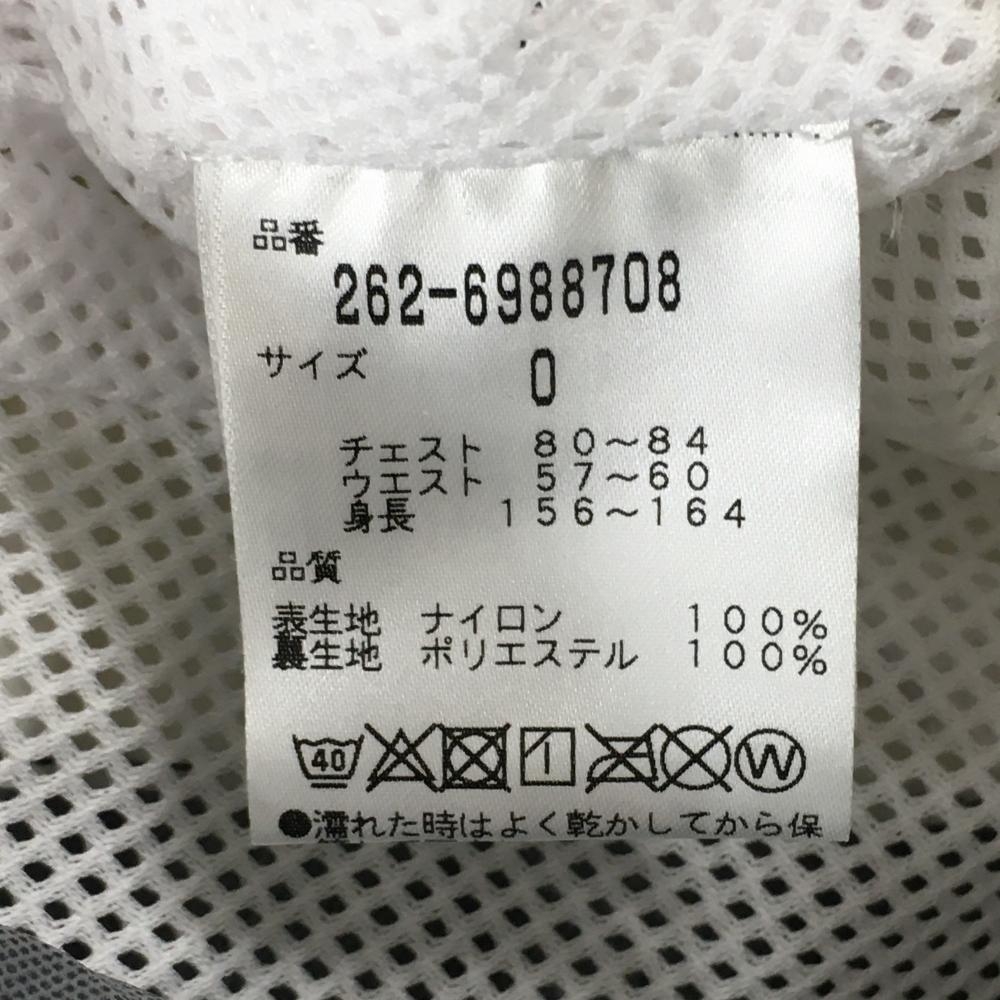 品番
262-6988708
サイズ 0
チェスト 80～84
ウエスト 57～60
身長 156～164
品質
表生地 ナイロン 100%
裏生地 ポリエステル 100%
40 W
●濡れた時はよく乾かしてから保